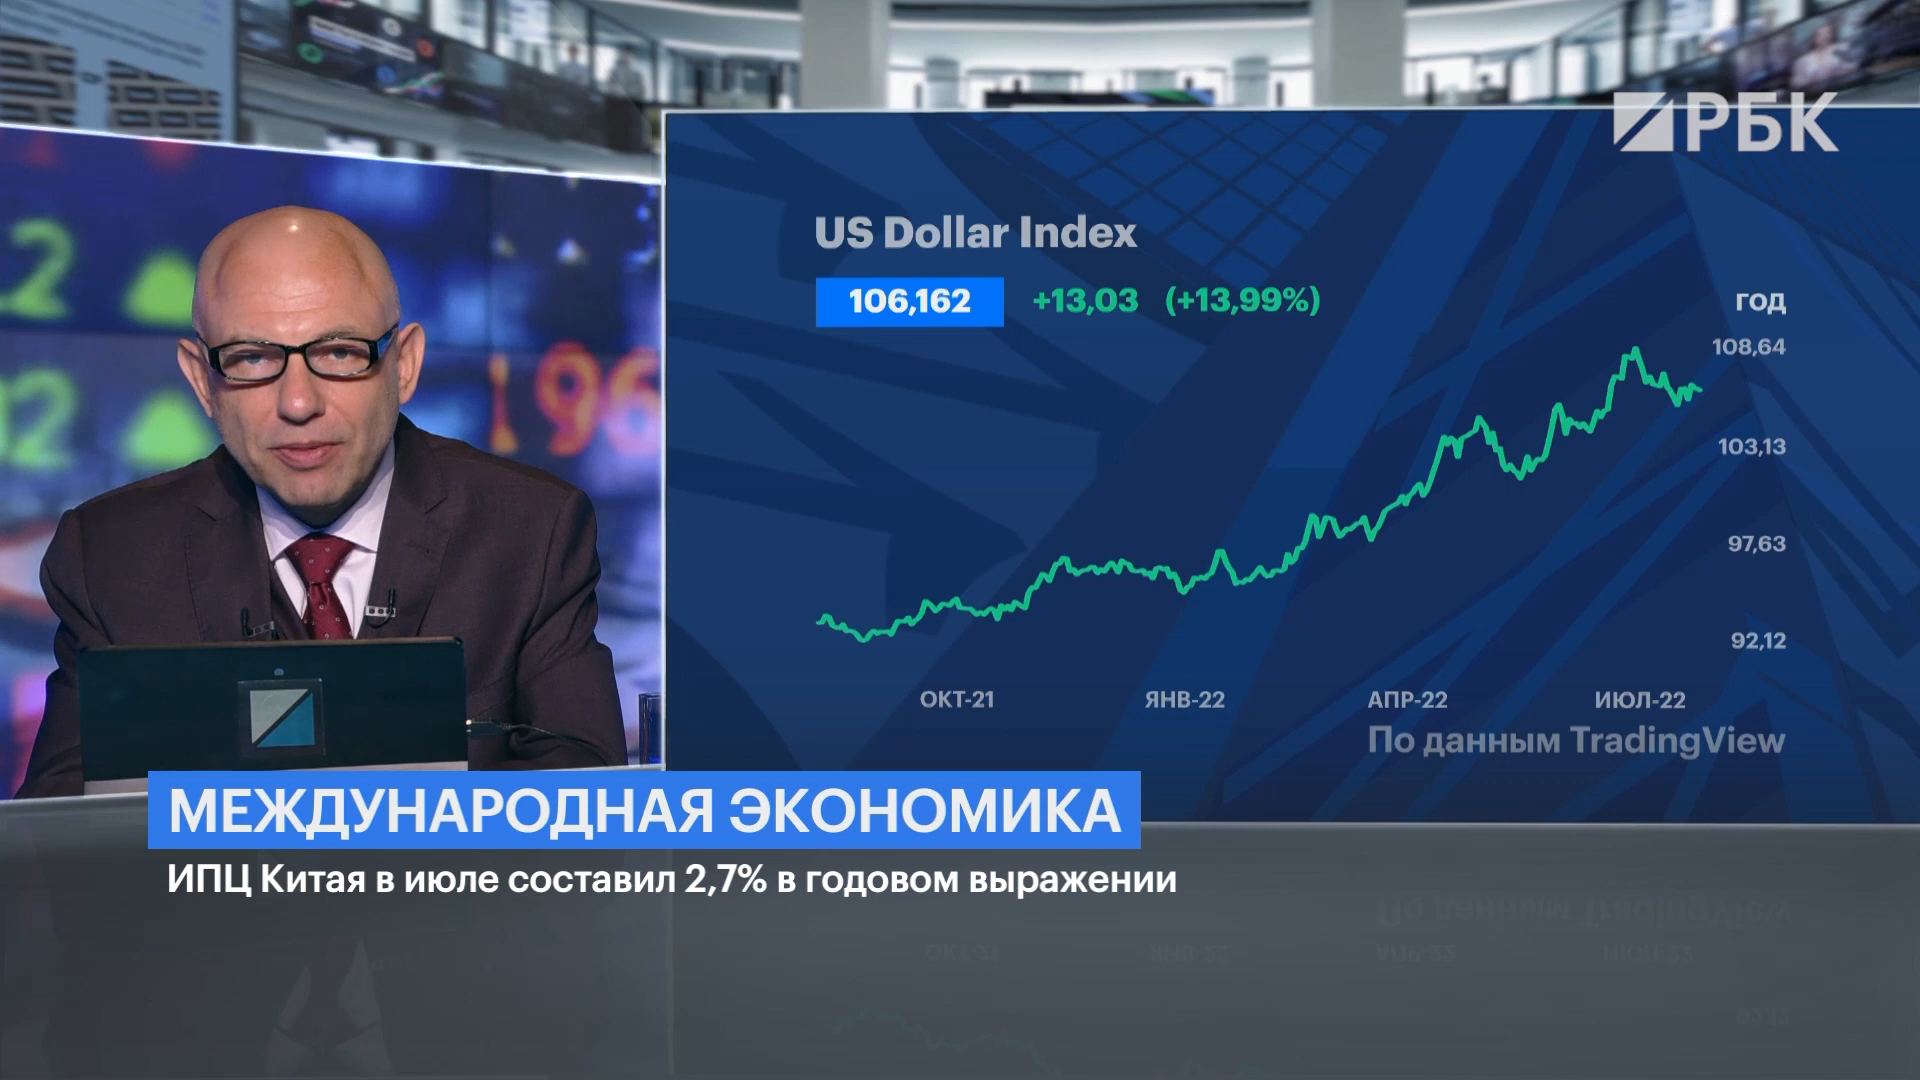 РБК
US Dollar Index
106,162 +13,03 (+13,99%)
ГОД
108,64
103,13
97,63
92,12
ОКТ-21 ЯНВ-22 АПР-22 ИЮЛ-22
По данным TradingView
МЕЖДУНАРОДНАЯ ЭКОНОМИКА
ИПЦ Китая в июле составил 2,7% в годовом выражении